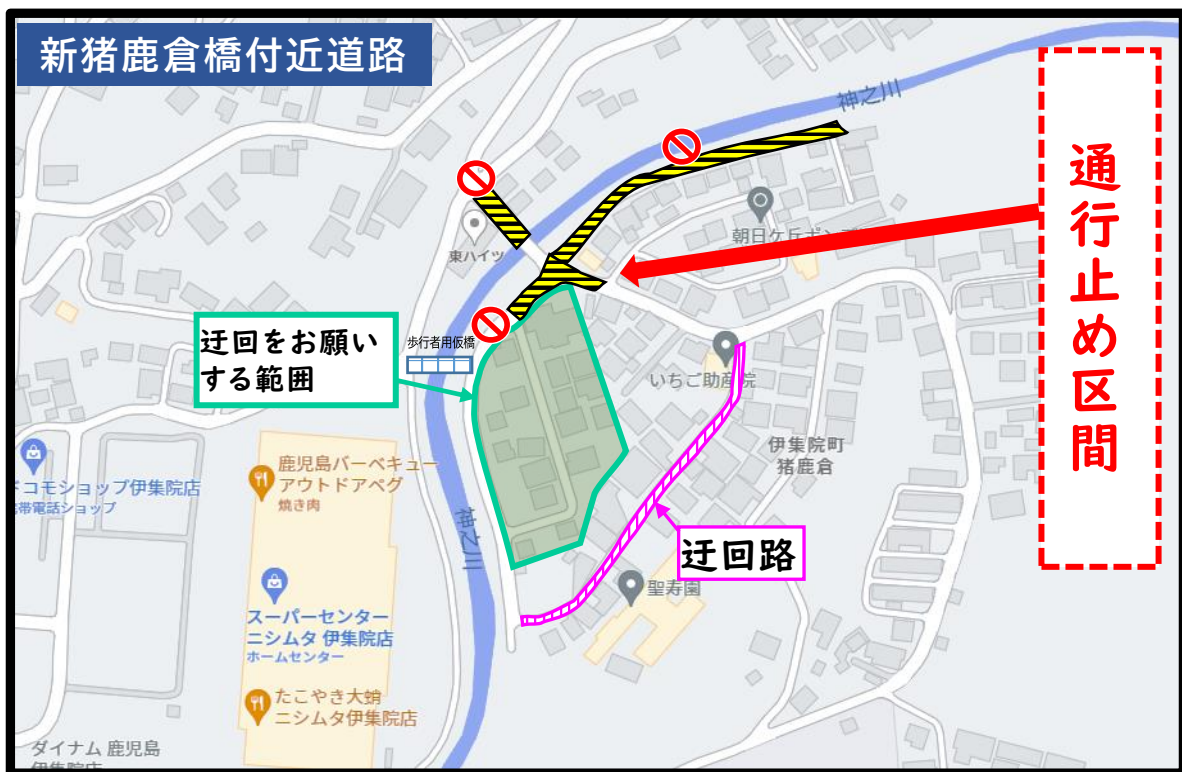 新猪鹿倉橋付近道路
神之川
通行止め区間
東ハイツ
朝日ケ丘ポンプ
迂回をお願い
する範囲
歩行者用仮橋
いちご助産院
伊集院町
猪鹿倉
鹿児島バーベキュー
アウトドアペグ
焼き肉
コモショップ伊集院店
帯電話ショップ
神之川
迂回路
聖寿園
スーパーセンター
ニシムタ 伊集院店
ホームセンター
たこやき大蛸
ニシムタ伊集院店
ダイナム 鹿児島
伊集院店